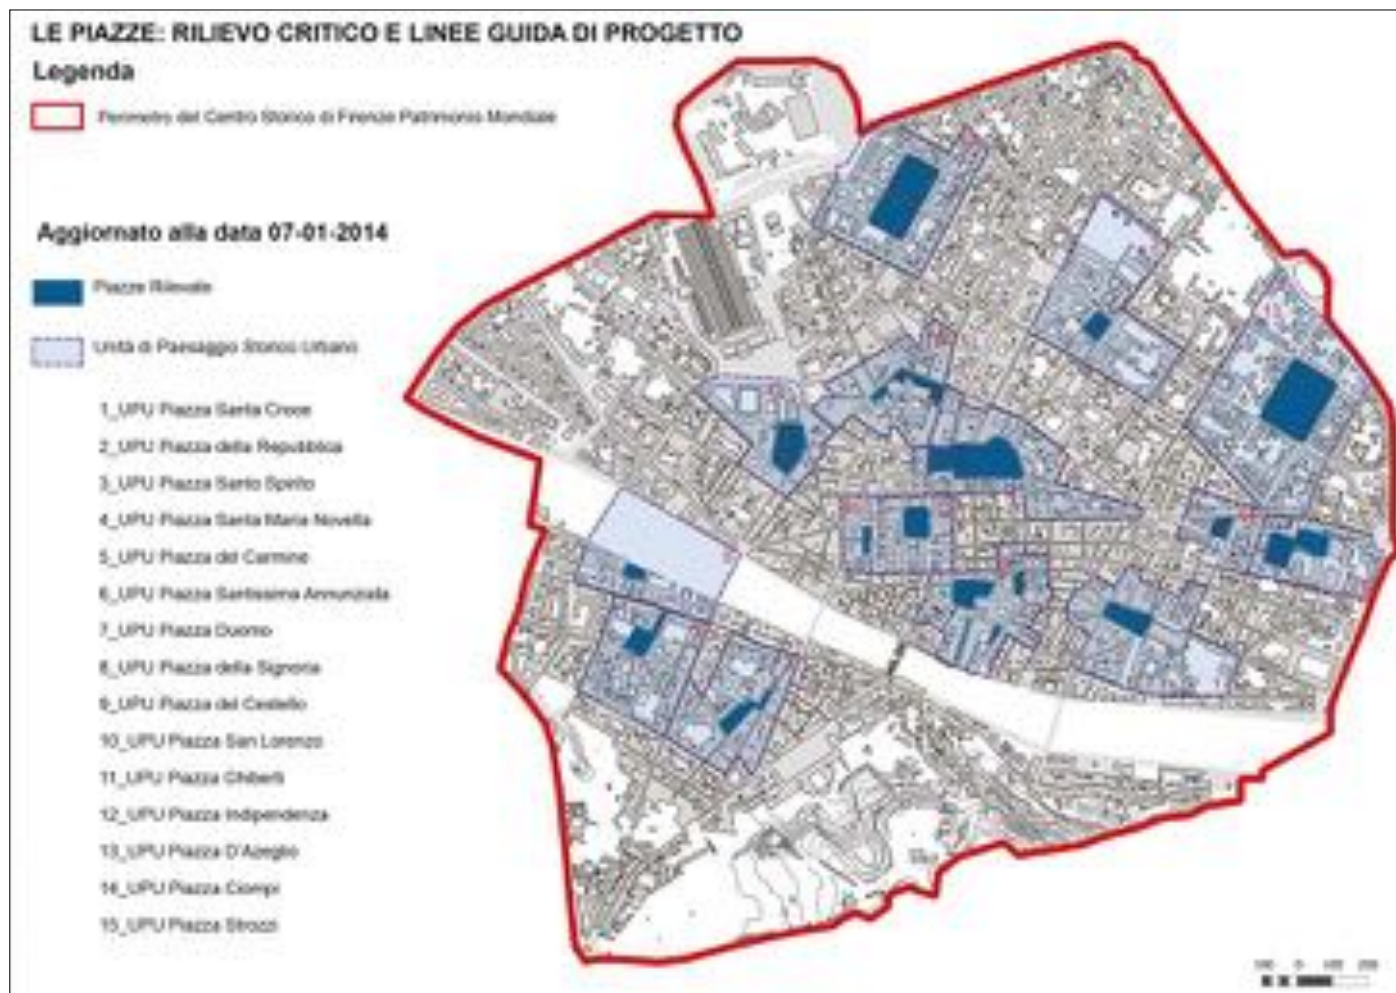 LE PIAZZE: RILIEVO CRITICO E LINEE GUIDA DI PROGETTO
Legenda
Perimetro del Centro Storico di Firenze Patrimonio Mondiale
Aggiornato alla data 07-01-2014
Piazze Rilevate
Unità di Paesaggio Storico Urbano
1_UPU Piazza Santa Croce
2_UPU Piazza della Repubblica
3_UPU Piazza Santo Spirito
4_UPU Piazza Santa Maria Novella
5_UPU Piazza del Carmine
6_UPU Piazza Santissima Annunziata
7_UPU Piazza Duomo
8_UPU Piazza della Signoria
9_UPU Piazza del Cestello
10_UPU Piazza San Lorenzo
11_UPU Piazza Ghiberti
12_UPU Piazza Indipendenza
13_UPU Piazza D'Azeglio
14_UPU Piazza Ciompi
15_UPU Piazza Strozzi